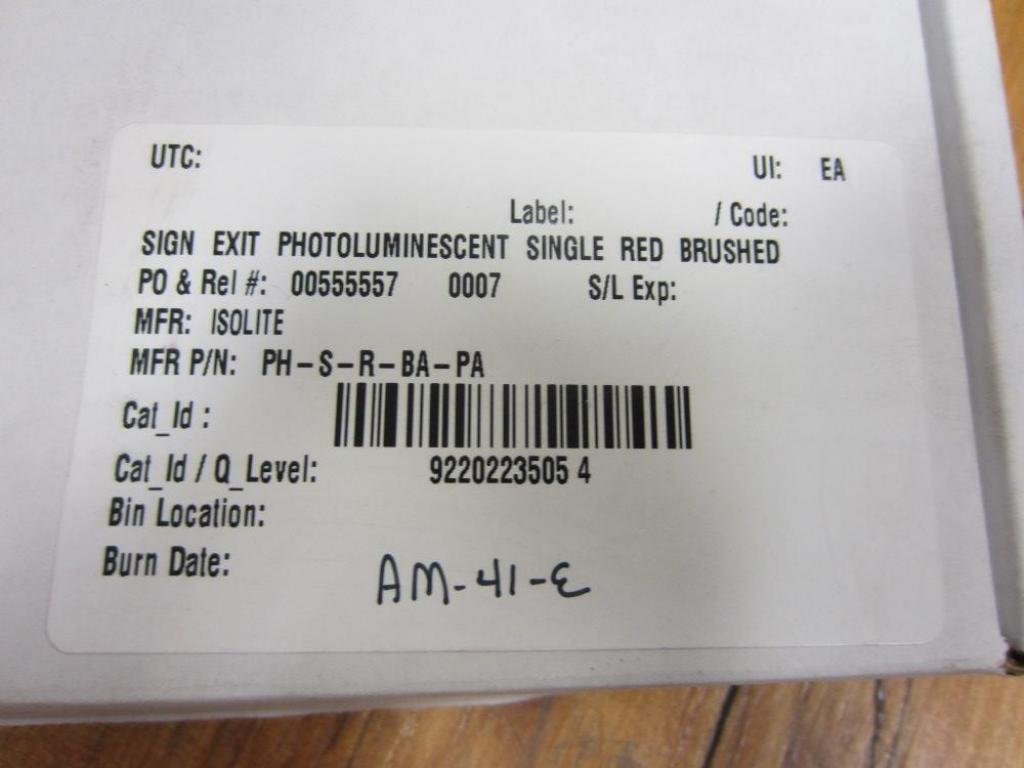 UTC: UI: EA
Label: / Code:
SIGN EXIT PHOTOLUMINESCENT SINGLE RED BRUSHED
PO & Rel #: 00555557 0007 S/L Exp:
MFR: ISOLITE
MFR P/N: PH-S-R-BA-PA
Cat_Id :
Cat_Id / Q_Level: 9220223505 4
Bin Location:
Burn Date:
AM-41-E